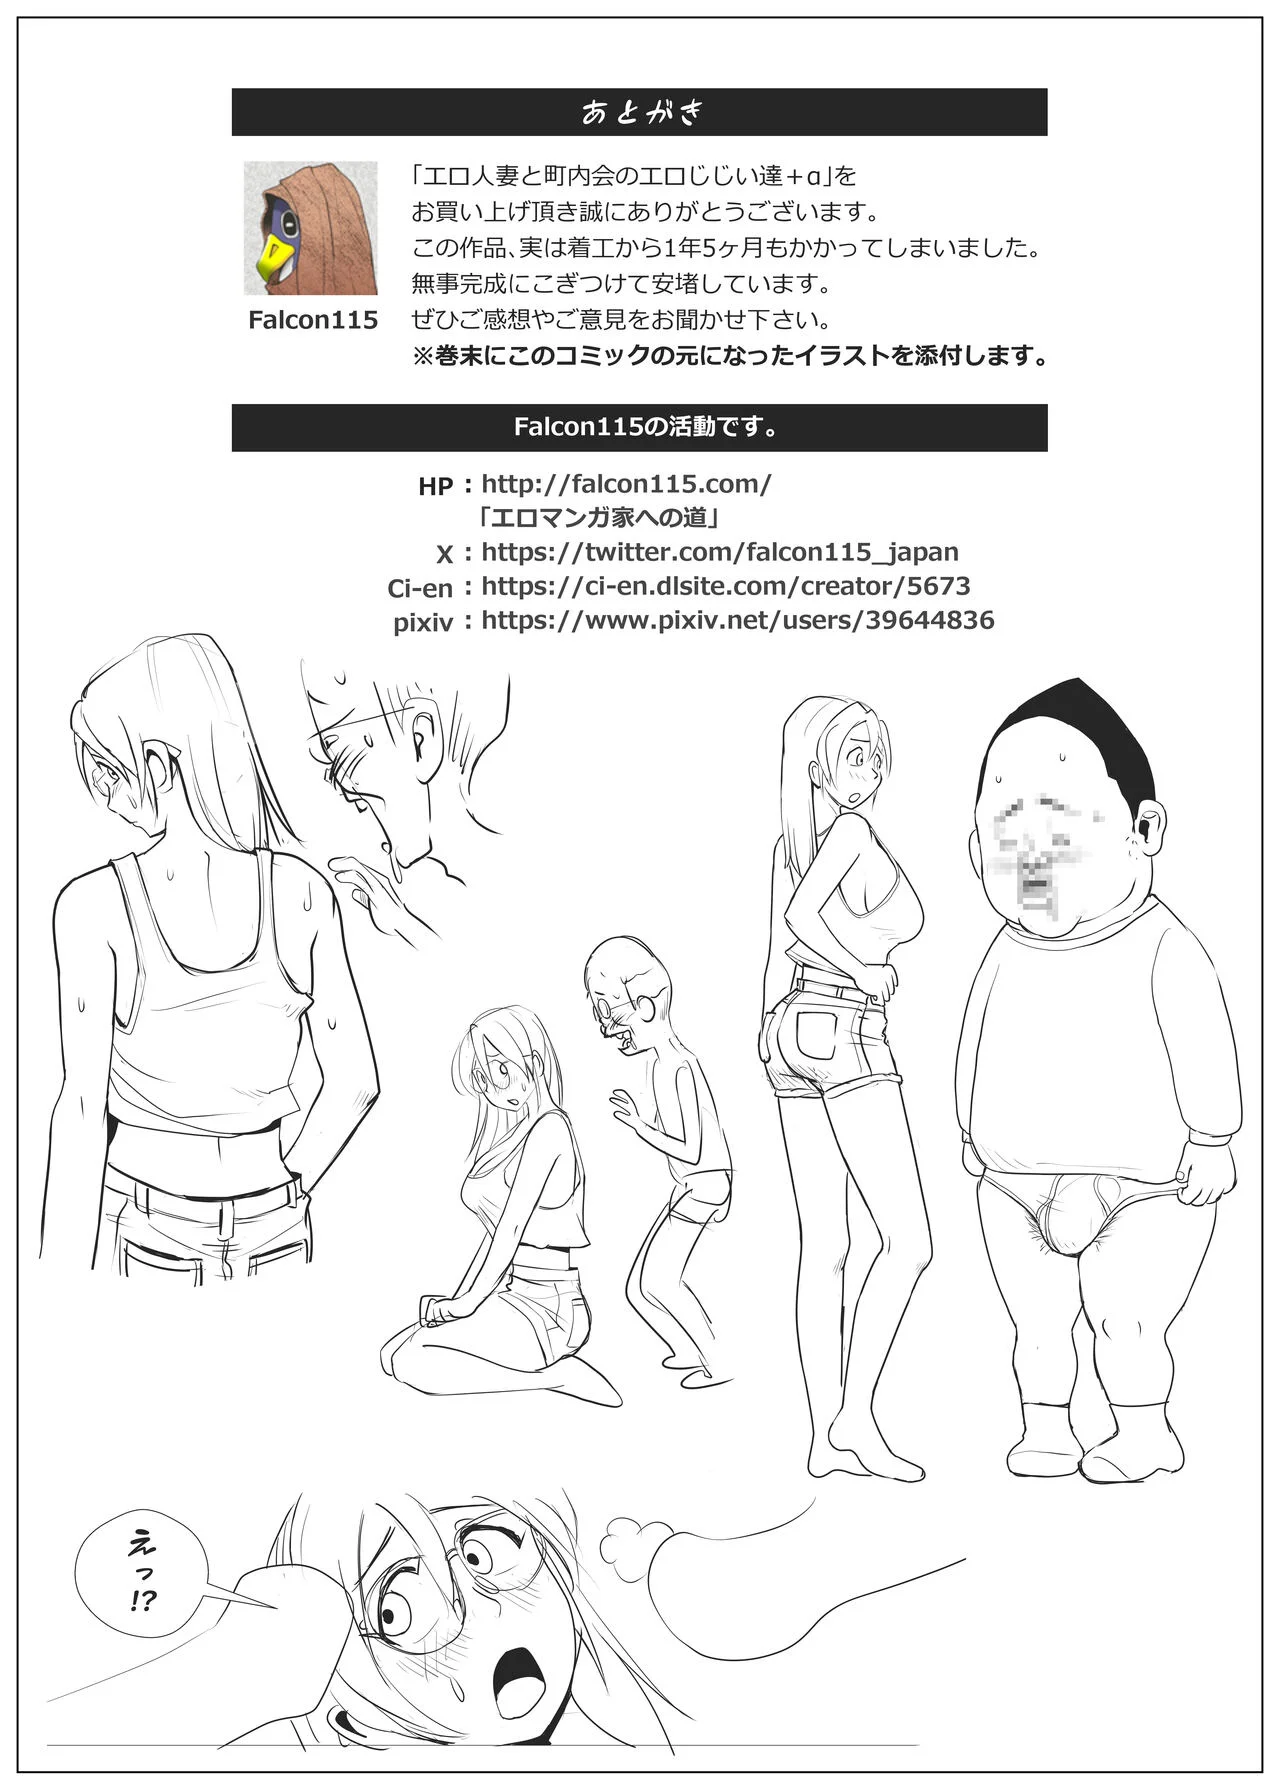 あとがき
「エロ人妻と町内会のエロじじい達＋α」を
お買い上げ頂き誠にありがとうございます。
この作品､実は着工から1年5ヶ月もかかってしまいました。
無事完成にこぎつけて安堵しています。
ぜひご感想やご意見をお聞かせ下さい。
※巻末にこのコミックの元になったイラストを添付します。
Falcon115
Falcon115の活動です。
HP：http://falcon115.com/
「エロマンガ家への道」
X：https://twitter.com/falcon115_japan
Ci-en：https://ci-en.dlsite.com/creator/5673
pixiv：https://www.pixiv.net/users/39644836
えっ!?